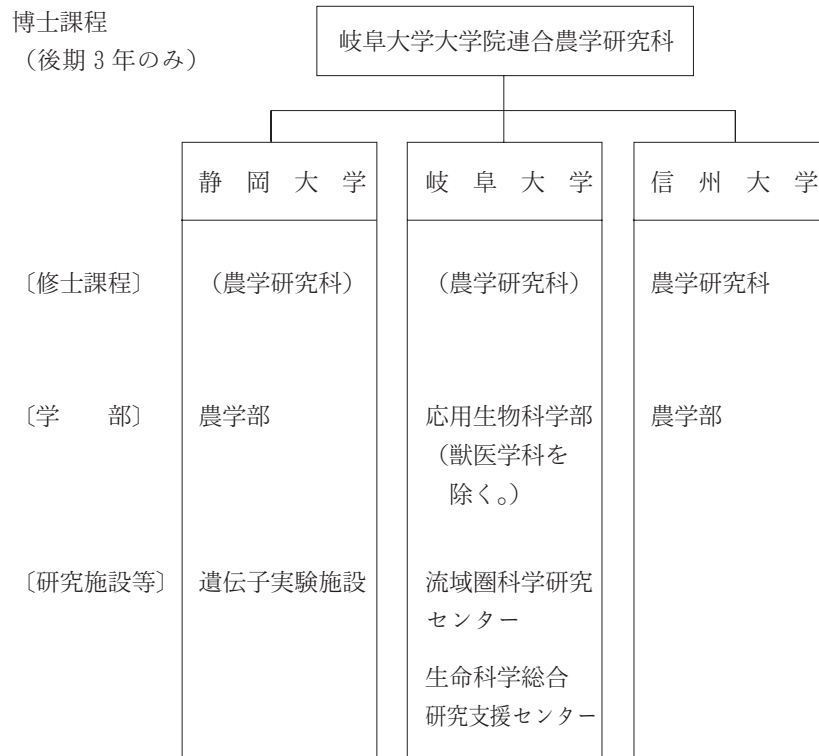 博士課程
（後期3年のみ）
岐阜大学大学院連合農学研究科
静岡大学
岐阜大学
信州大学
〔修士課程〕
（農学研究科）
（農学研究科）
農学研究科
〔学　部〕
農学部
応用生物科学部
（獣医学科を
除く。）
農学部
〔研究施設等〕
遺伝子実験施設
流域圏科学研究
センター
生命科学総合
研究支援センター